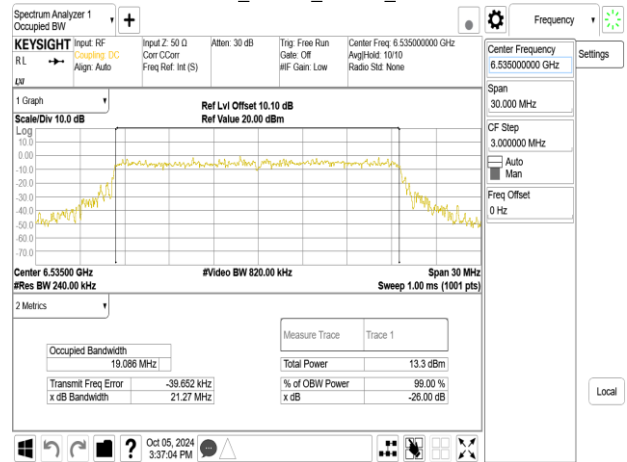 Spectrum Analyzer 1
Occupied BW
Frequency
KEYSIGHT
RL
LXI
Input: RF
Coupling: DC
Align: Auto
Input Z: 50 Ω
Corr CCorr
Freq Ref: Int (S)
Atten: 30 dB
Trig: Free Run
Gate: Off
#IF Gain: Low
Center Freq: 6.535000000 GHz
Avg|Hold: 10/10
Radio Std: None
Center Frequency
6.535000000 GHz
Settings
Span
30.000 MHz
CF Step
3.000000 MHz
Auto
Man
Freq Offset
0 Hz
Local
1 Graph
Scale/Div 10.0 dB
Ref Lvl Offset 10.10 dB
Ref Value 20.00 dBm
Log
10.0
0.00
-10.0
-20.0
-30.0
-40.0
-50.0
-60.0
-70.0
Center 6.53500 GHz
#Video BW 820.00 kHz
Span 30 MHz
#Res BW 240.00 kHz
Sweep 1.00 ms (1001 pts)
2 Metrics
Measure Trace Trace 1
Occupied Bandwidth
19.086 MHz
Total Power 13.3 dBm
Transmit Freq Error -39.652 kHz
% of OBW Power 99.00 %
x dB Bandwidth 21.27 MHz
x dB -26.00 dB
?
Oct 05, 2024
3:37:04 PM